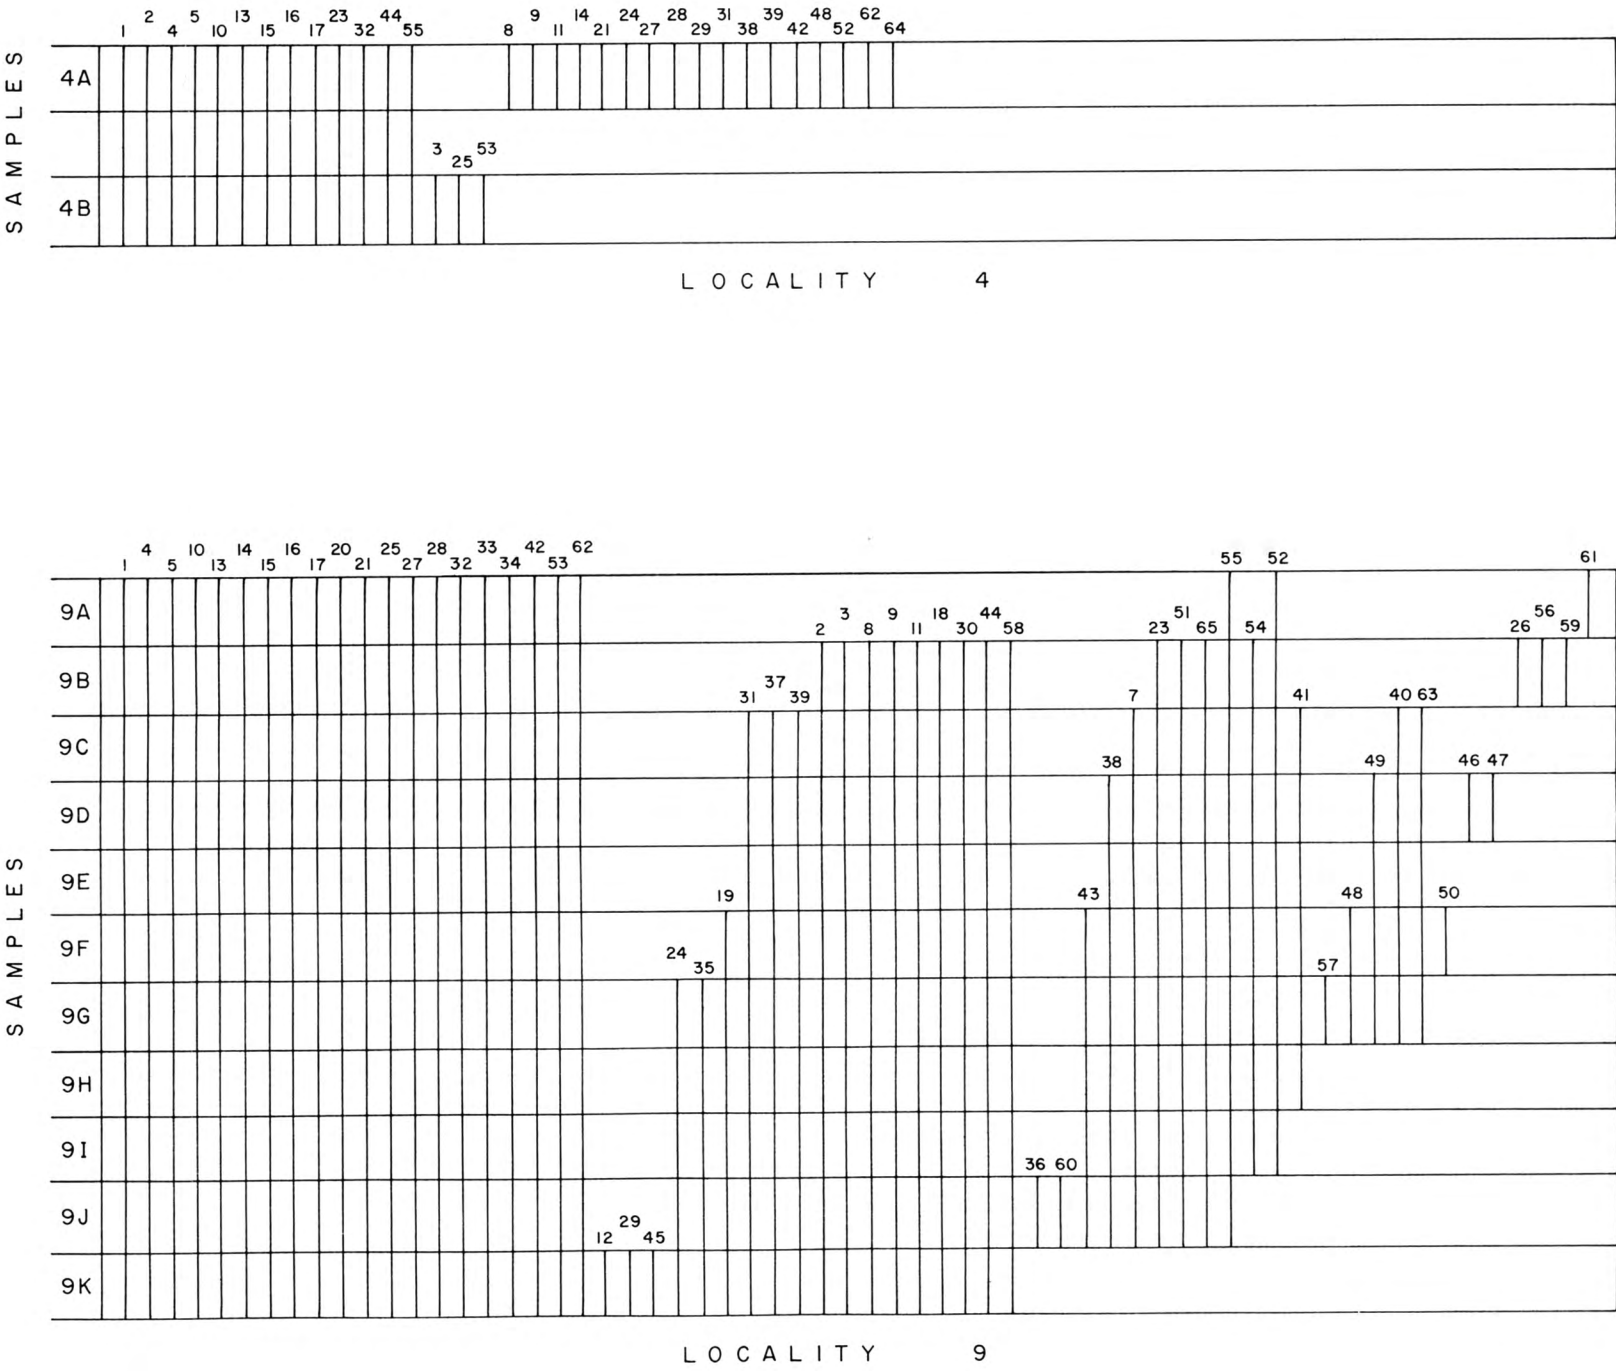 2 5 13 16 23 44 9 14 24 28 31 39 48 62
1 4 10 15 17 32 55 8 11 21 27 29 38 42 52 64
4A
3 25 53
4B
SAMPLES
LOCALITY 4
4 10 14 16 20 25 28 33 42 62 55 52 61
1 5 13 15 17 21 27 32 34 53
9A
3 9 18 44 51 56
2 8 11 30 58 23 65 54 26 59
9B
37
31 39 7 41 40 63
9C
38 49 46 47
9D
9E
19 43 48 50
9F
24 35 57
9G
9H
9I
36 60
9J
29
12 45
9K
SAMPLES
LOCALITY 9